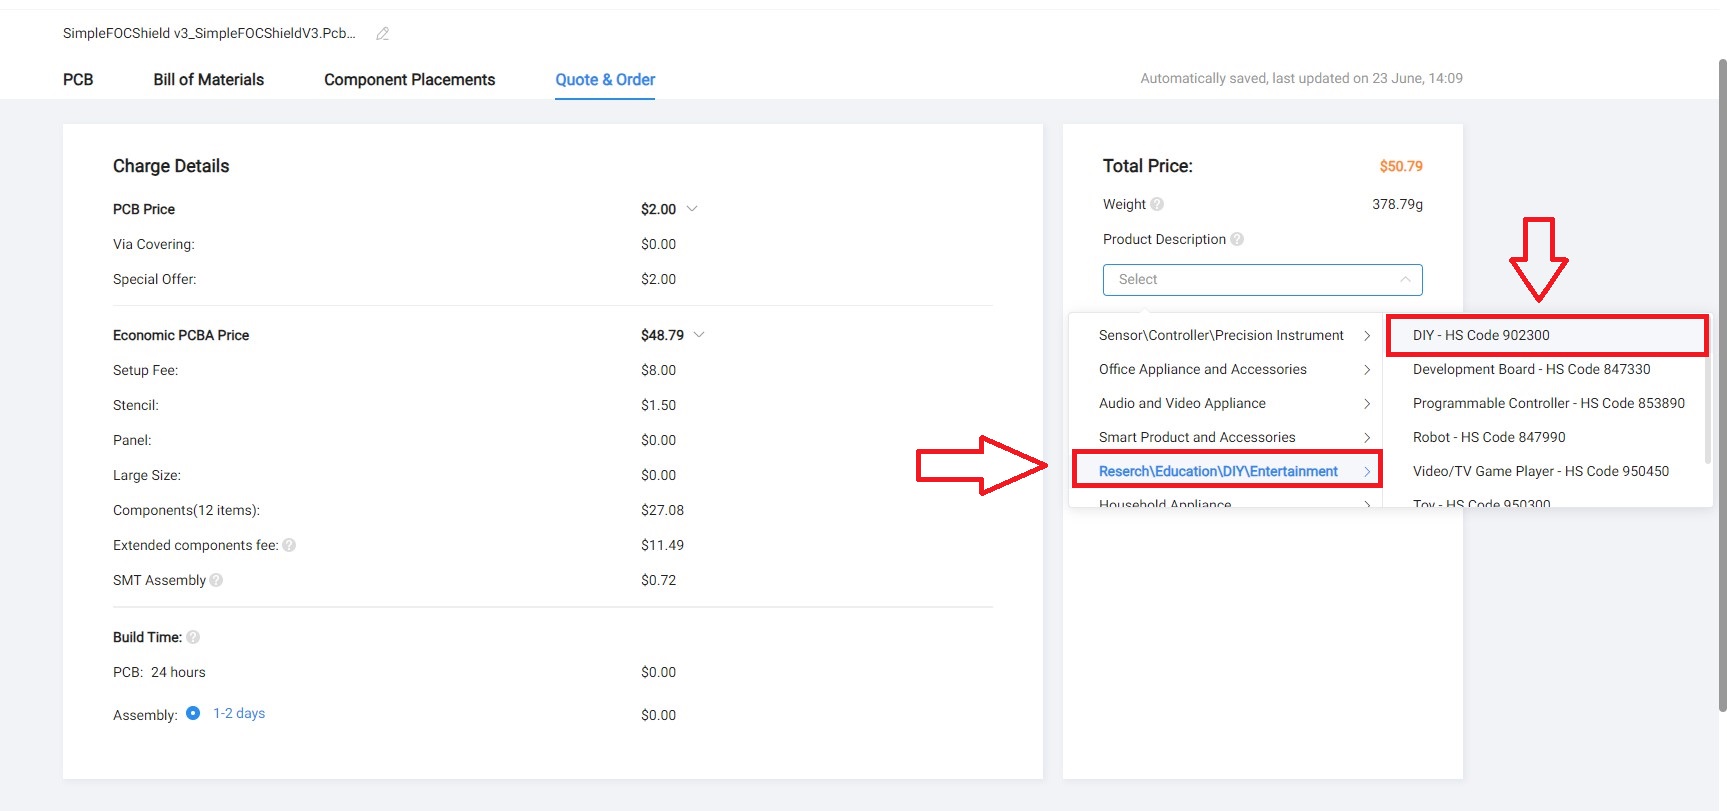 SimpleFOCShield v3_SimpleFOCShieldV3.Pcb...
PCB Bill of Materials Component Placements Quote & Order Automatically saved, last updated on 23 June, 14:09
Charge Details
PCB Price $2.00
Via Covering: $0.00
Special Offer: $2.00
Economic PCBA Price $48.79
Setup Fee: $8.00
Stencil: $1.50
Panel: $0.00
Large Size: $0.00
Components(12 items): $27.08
Extended components fee: ? $11.49
SMT Assembly ? $0.72
Build Time: ?
PCB: 24 hours $0.00
Assembly: 1-2 days $0.00
Total Price: $50.79
Weight ? 378.79g
Product Description ?
Select
Sensor\Controller\Precision Instrument
Office Appliance and Accessories
Audio and Video Appliance
Smart Product and Accessories
Reserch\Education\DIY\Entertainment
Household Appliance
DIY - HS Code 902300
Development Board - HS Code 847330
Programmable Controller - HS Code 853890
Robot - HS Code 847990
Video/TV Game Player - HS Code 950450
Toy - HS Code 950300